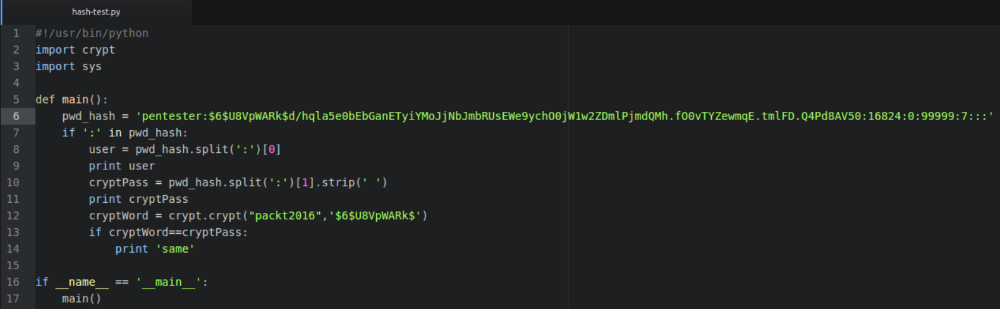 hash-test.py
1 #!/usr/bin/python
2 import crypt
3 import sys
4
5 def main():
6     pwd_hash = 'pentester:$6$U8VpWARk$d/hqla5e0bEbGanETyiYMoJjNbJmbRUsEWe9ychO0jW1w2ZDmlPjmdQMh.fO0vTYZewmqE.tmlFD.Q4Pd8AV50:16824:0:99999:7:::'
7     if ':' in pwd_hash:
8         user = pwd_hash.split(':')[0]
9         print user
10         cryptPass = pwd_hash.split(':')[1].strip(' ')
11         print cryptPass
12         cryptWord = crypt.crypt("packt2016",'$6$U8VpWARk$')
13         if cryptWord==cryptPass:
14             print 'same'
15
16 if __name__ == '__main__':
17     main()